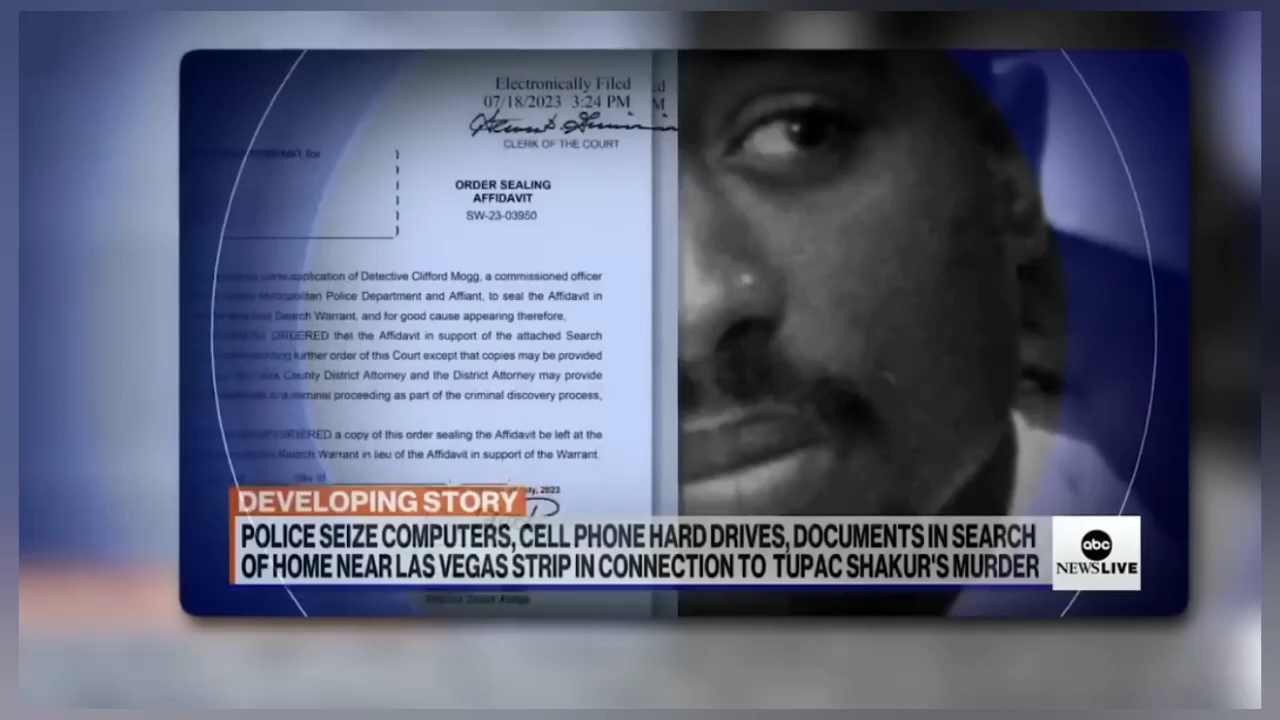 Electronically Filed
07/18/2023 3:24 PM
CLERK OF THE COURT
ORDER SEALING
AFFIDAVIT
SW-23-03950
application of Detective Clifford Mogg, a commissioned officer
Metropolitan Police Department and Affiant, to seal the Affidavit in
Search Warrant, and for good cause appearing therefore,
ORDERED that the Affidavit in support of the attached Search
further order of this Court except that copies may be provided
County District Attorney and the District Attorney may provide
criminal proceeding as part of the criminal discovery process,
ORDERED a copy of this order sealing the Affidavit be left at the
Search Warrant in lieu of the Affidavit in support of the Warrant.
2023
DEVELOPING STORY
POLICE SEIZE COMPUTERS, CELL PHONE HARD DRIVES, DOCUMENTS IN SEARCH
OF HOME NEAR LAS VEGAS STRIP IN CONNECTION TO TUPAC SHAKUR'S MURDER
abc
NEWS LIVE